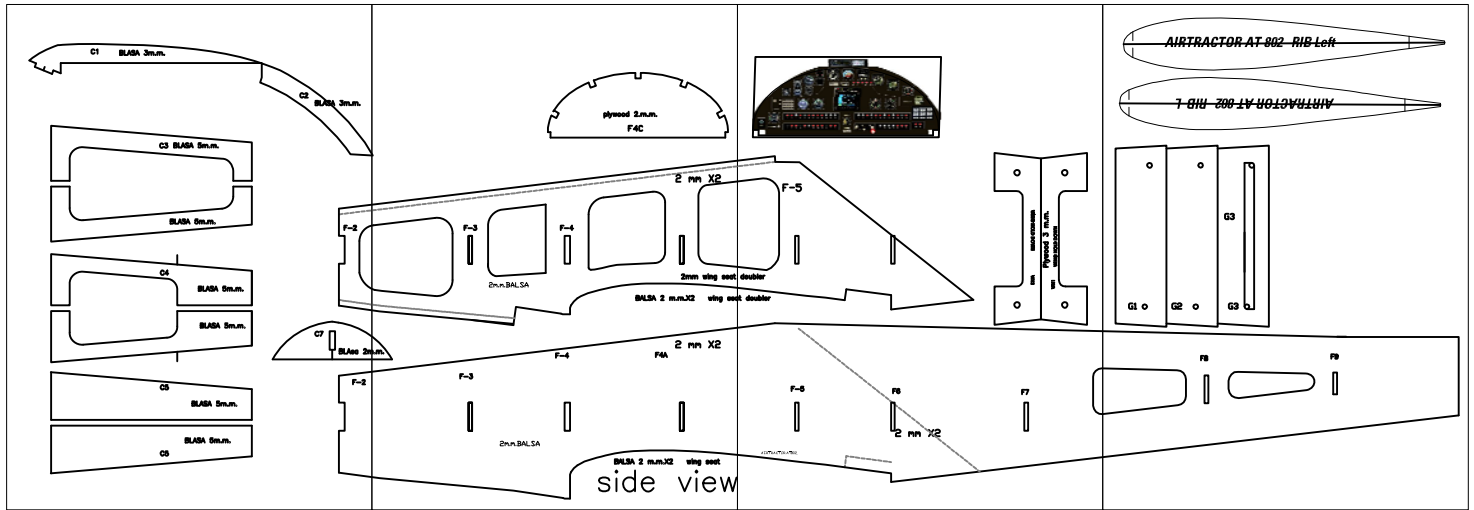 C1 BLASA 3m.m.
C2
BLASA 3m.m.
plywood 2.m.m.
F4C
AIRTRACTOR AT 802 RIB Left
AIRTRACTOR AT 802 RIB L
C3 BLASA 5m.m.
BLASA 5m.m.
C4
BLASA 5m.m.
BLASA 5m.m.
C5
BLASA 5m.m.
BLASA 5m.m.
C5
C7
BLAso 2m.m.
2 mm X2
F-5
F-2
F-3
F-4
2m.m.BALSA
2mm wing seat doubler
BALSA 2 m.m.X2 wing seat doubler
Plywood 3 m.m.
G3
G1
G2
G3
2 mm X2
F-4
F4A
F-3
F-2
F-5
F6
F7
F8
F9
2 mm X2
2m.m.BALSA
BALSA 2 m.m.X2 wing seat
side view